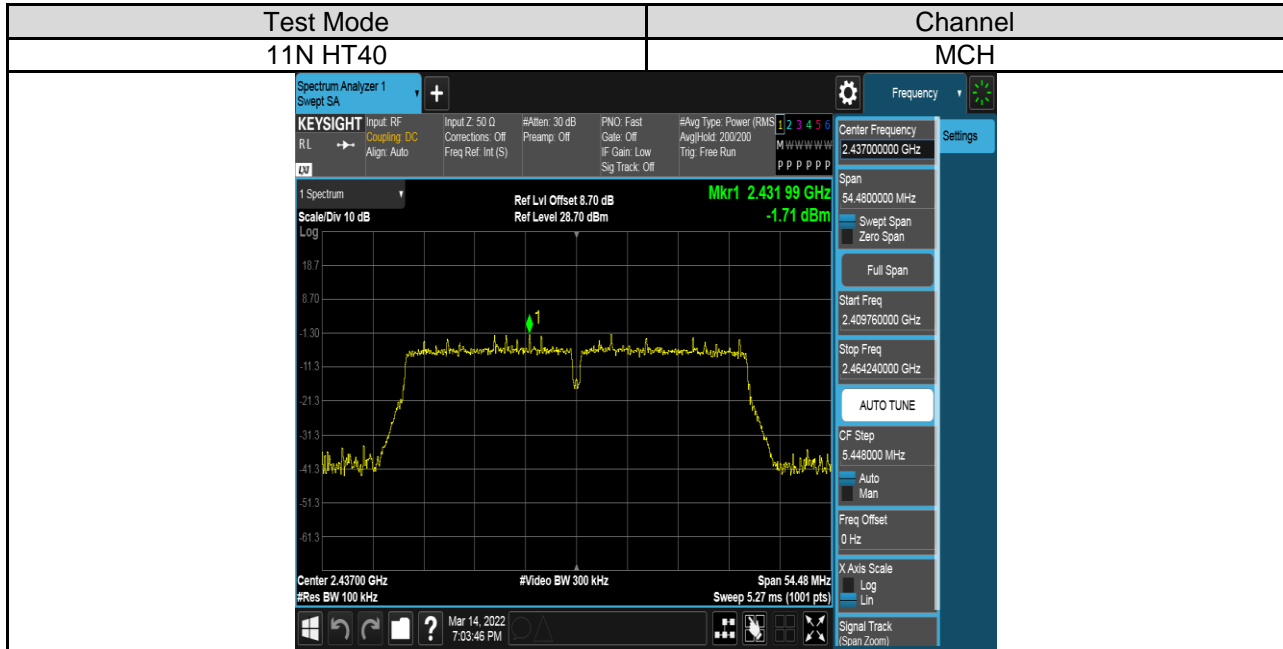 Test Mode Channel
11N HT40 MCH
Spectrum Analyzer 1
Swept SA
+
Frequency
KEYSIGHT
RL
LXI
Input: RF
Coupling: DC
Align: Auto
Input Z: 50 Ω
Corrections: Off
Freq Ref: Int (S)
#Atten: 30 dB
Preamp: Off
PNO: Fast
Gate: Off
IF Gain: Low
Sig Track: Off
#Avg Type: Power (RMS
Avg|Hold: 200/200
Trig: Free Run
1 2 3 4 5 6
M W W W W W
P P P P P P
Center Frequency
2.437000000 GHz
Settings
1 Spectrum
Scale/Div 10 dB
Ref Lvl Offset 8.70 dB
Ref Level 28.70 dBm
Mkr1 2.431 99 GHz
-1.71 dBm
Log
18.7
8.70
-1.30
-11.3
-21.3
-31.3
-41.3
-51.3
-61.3
1
Center 2.43700 GHz
#Res BW 100 kHz
#Video BW 300 kHz
Span 54.48 MHz
Sweep 5.27 ms (1001 pts)
Span
54.4800000 MHz
Swept Span
Zero Span
Full Span
Start Freq
2.409760000 GHz
Stop Freq
2.464240000 GHz
AUTO TUNE
CF Step
5.448000 MHz
Auto
Man
Freq Offset
0 Hz
X Axis Scale
Log
Lin
Signal Track
(Span Zoom)
?
Mar 14, 2022
7:03:46 PM